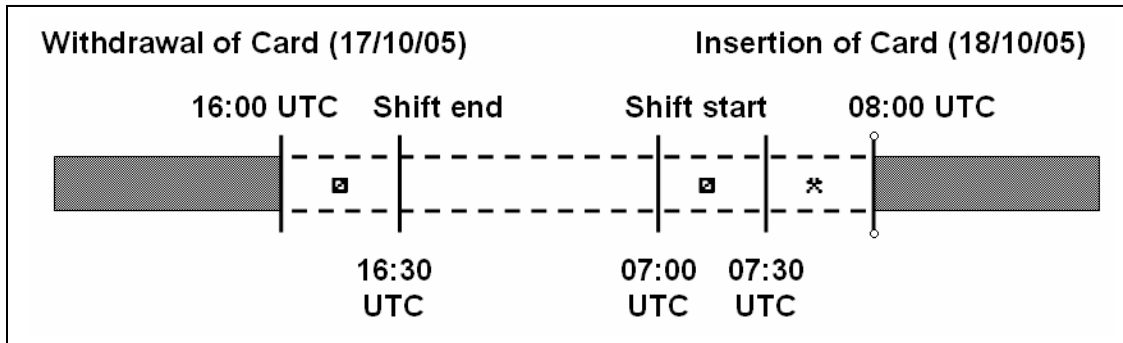 Withdrawal of Card (17/10/05) Insertion of Card (18/10/05)
16:00 UTC Shift end Shift start 08:00 UTC
16:30 07:00 07:30
UTC UTC UTC